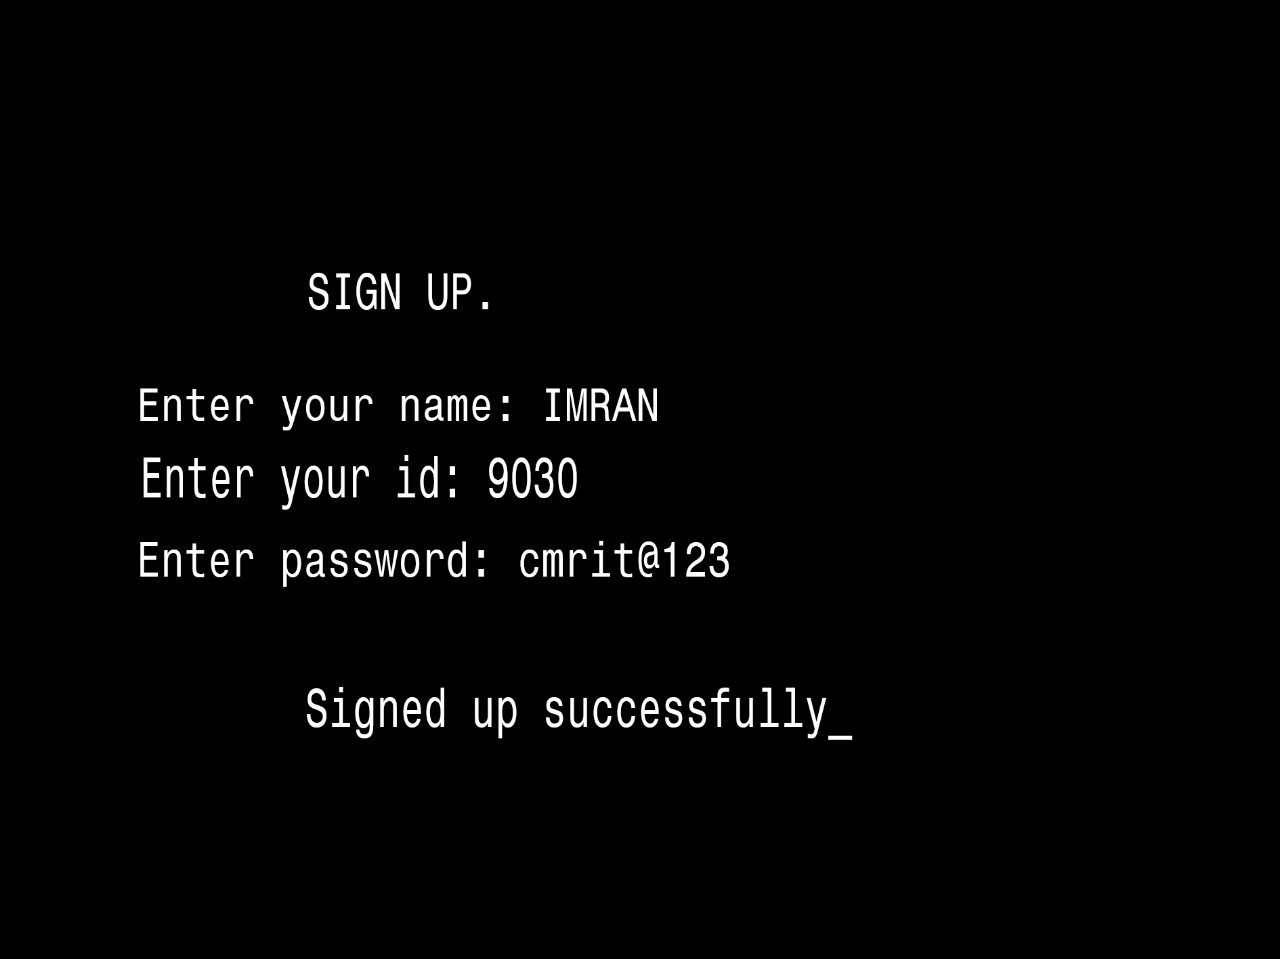 SIGN UP.
Enter your name: IMRAN
Enter your id: 9030
Enter password: cmrit@123
Signed up successfully_